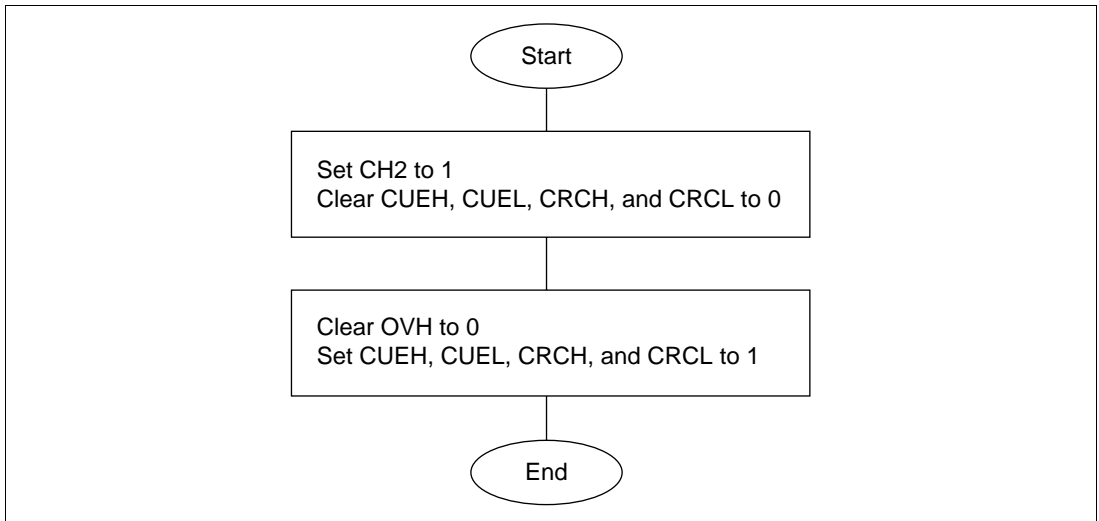 Start
Set CH2 to 1
Clear CUEH, CUEL, CRCH, and CRCL to 0
Clear OVH to 0
Set CUEH, CUEL, CRCH, and CRCL to 1
End